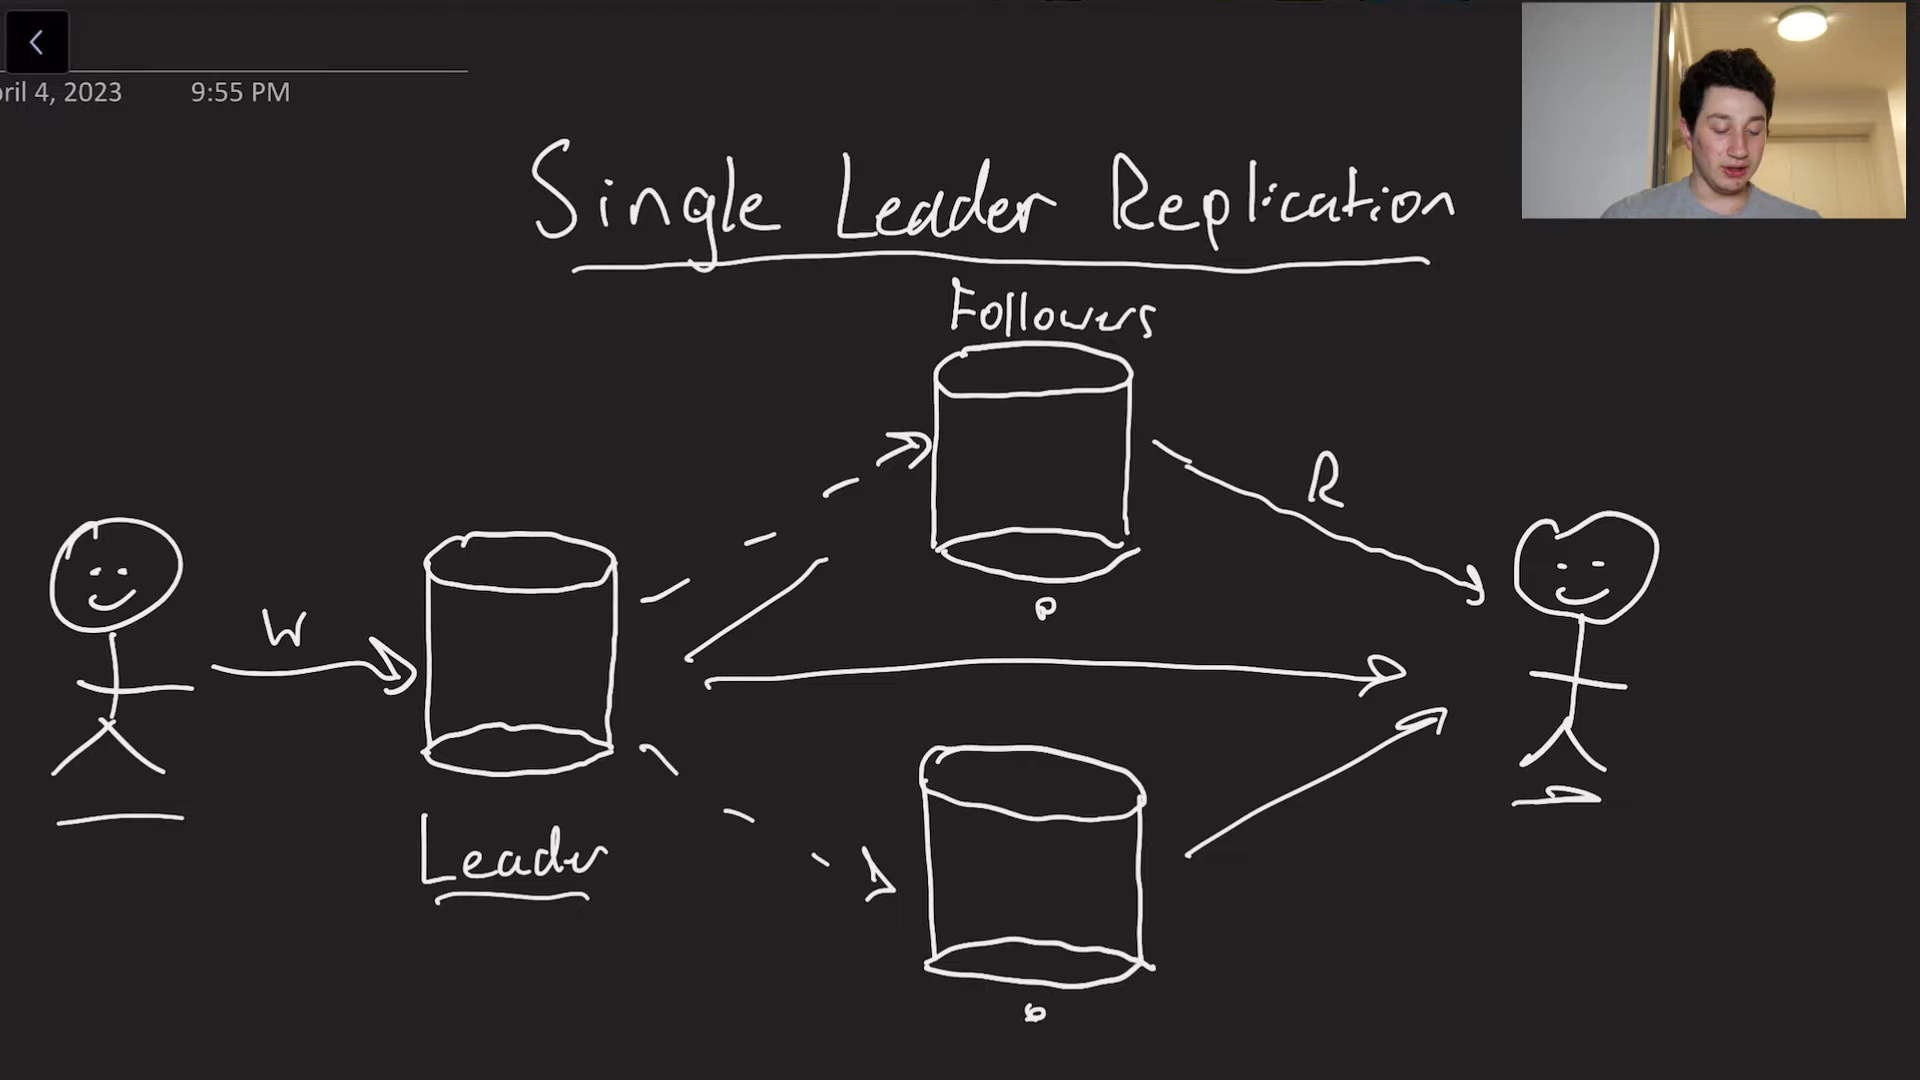 ril 4, 2023 9:55 PM
Single Leader Replication
Followers
R
W
Leader